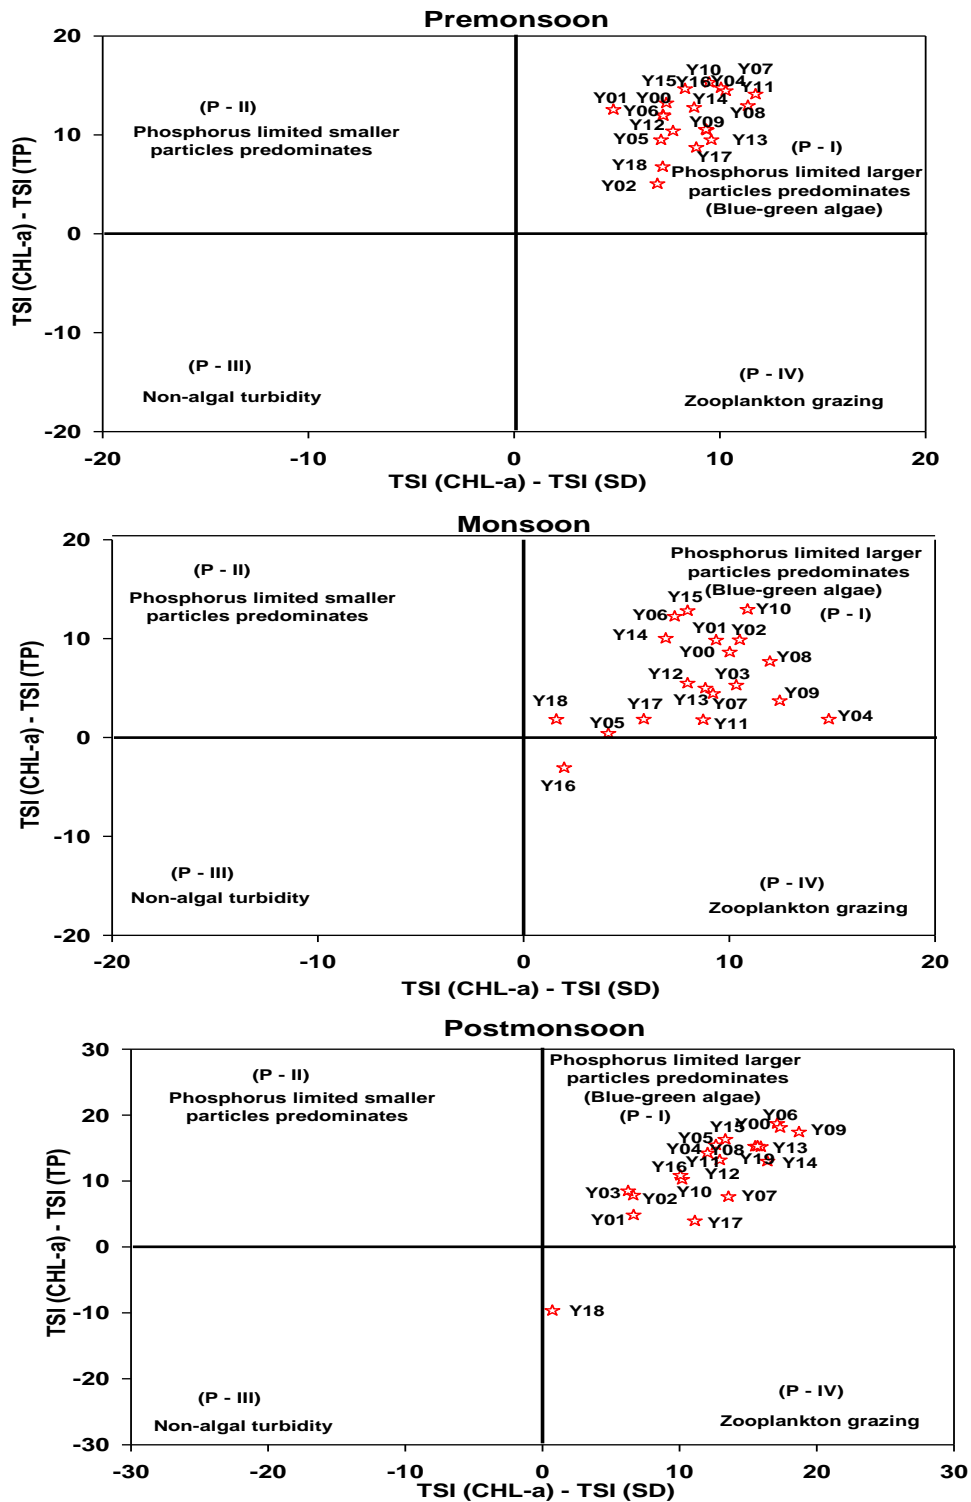 Premonsoon
20
Y10
Y07
Y15
Y16
Y04
Y11
Y01
Y00
Y14
Y08
(P - II)
Y06
Phosphorus limited smaller
particles predominates
Y12
Y09
10
Y05
Y13
(P - I)
Y17
Y18
Phosphorus limited larger
particles predominates
(Blue-green algae)
Y02
TSI (CHL-a) - TSI (TP)
0
-10
(P - III)
Non-algal turbidity
(P - IV)
Zooplankton grazing
-20
-20
-10
0
10
20
TSI (CHL-a) - TSI (SD)
Monsoon
20
Phosphorus limited larger
particles predominates
(Blue-green algae)
(P - I)
(P - II)
Phosphorus limited smaller
particles predominates
Y15
Y10
Y06
10
Y14
Y01
Y02
Y00
Y08
Y12
Y03
Y13
Y07
Y09
Y18
Y17
Y05
Y11
Y04
TSI (CHL-a) - TSI (TP)
0
Y16
-10
(P - III)
Non-algal turbidity
(P - IV)
Zooplankton grazing
-20
-20
-10
0
10
20
TSI (CHL-a) - TSI (SD)
Postmonsoon
30
Phosphorus limited larger
particles predominates
(Blue-green algae)
(P - I)
(P - II)
Phosphorus limited smaller
particles predominates
20
Y06
Y00
Y09
Y15
Y05
Y04
Y08
Y13
Y11
Y19
Y14
Y16
Y12
10
Y03
Y02
Y10
Y07
Y01
Y17
TSI (CHL-a) - TSI (TP)
0
-10
Y18
-20
(P - III)
Non-algal turbidity
(P - IV)
Zooplankton grazing
-30
-30
-20
-10
0
10
20
30
TSI (CHL-a) - TSI (SD)